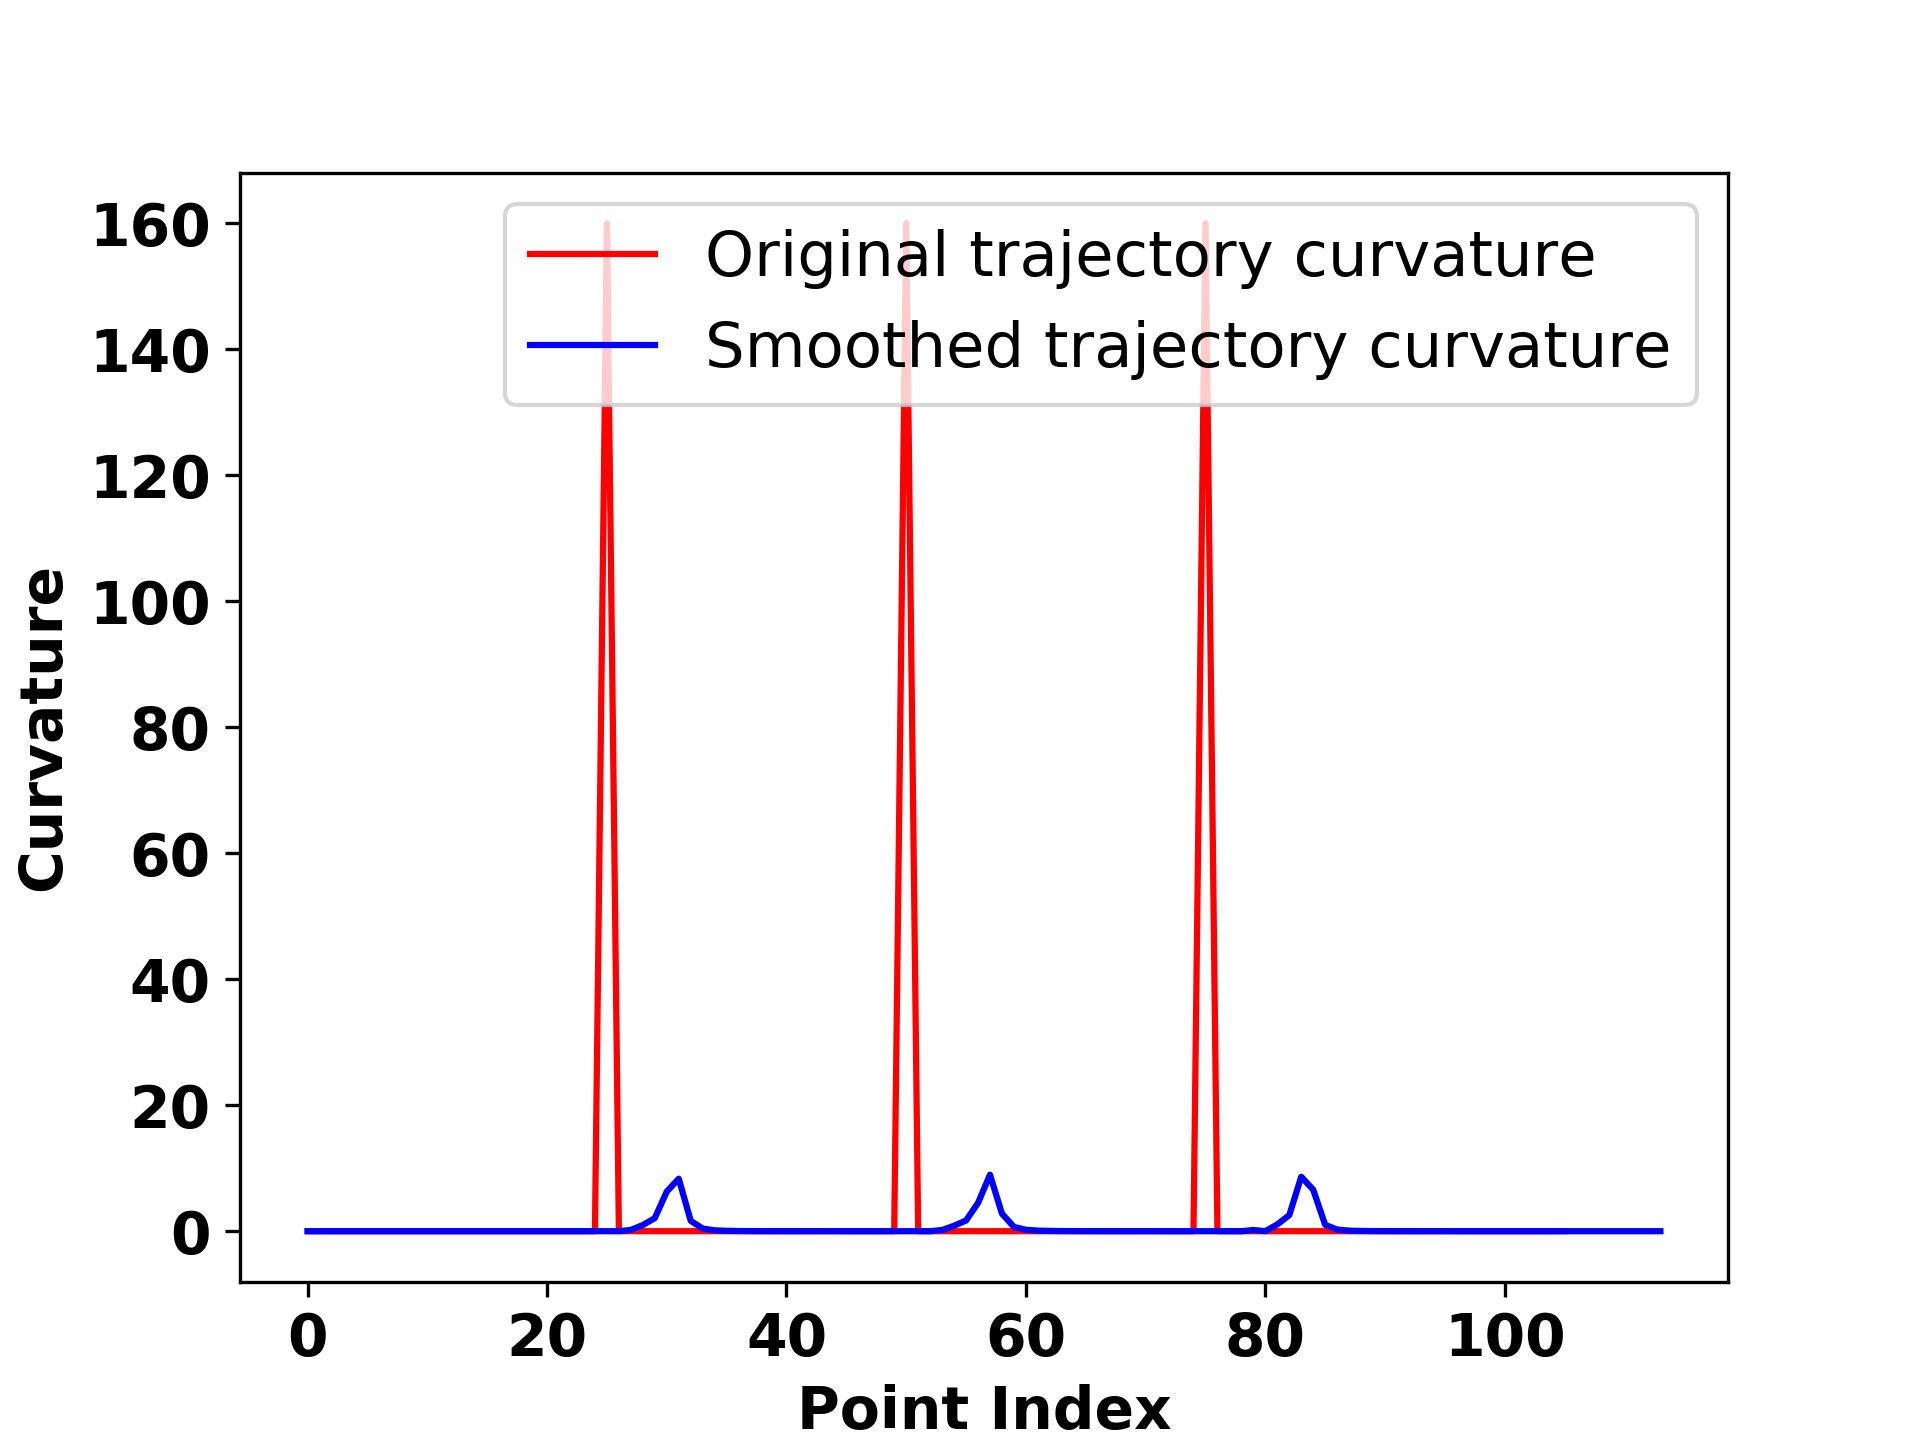 Original trajectory curvature
Smoothed trajectory curvature
160
140
120
100
80
60
40
20
0
Curvature
0 20 40 60 80 100
Point Index